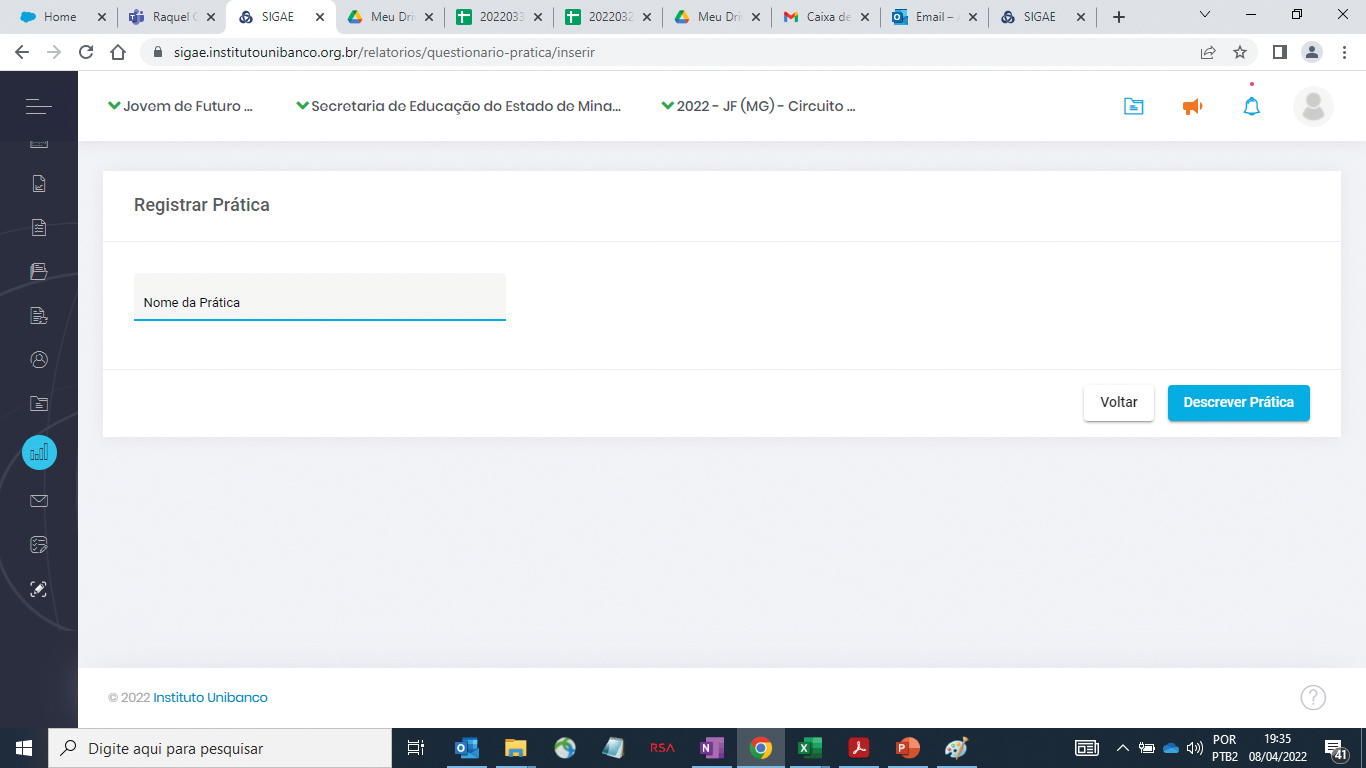 Home
Raquel
SIGAE
Meu Dri
2022033
2022032
Meu Dri
Caixa de
Email –
SIGAE
sigae.institutounibanco.org.br/relatorios/questionario-pratica/inserir
Jovem de Futuro ...
Secretaria de Educação do Estado de Mina...
2022 - JF (MG) - Circuito ...
Registrar Prática
Nome da Prática
Voltar
Descrever Prática
© 2022 Instituto Unibanco
Digite aqui para pesquisar
RSA
POR
PTB2
19:35
08/04/2022
41